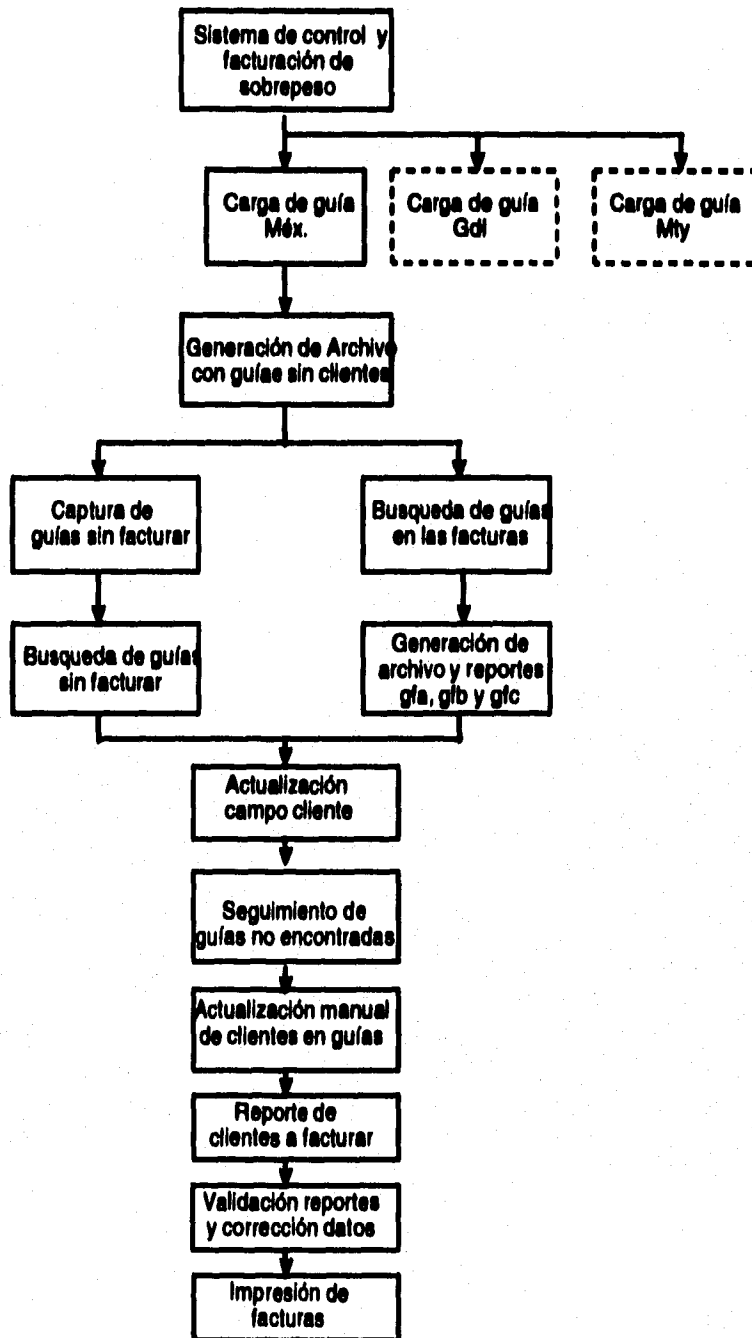 Sistema de control y
facturación de
sobrepeso
Carga de guía
Méx.
Carga de guía
Gdl
Carga de guía
Mty
Generación de Archivo
con guías sin clientes
Captura de
guías sin facturar
Busqueda de guías
en las facturas
Busqueda de guías
sin facturar
Generación de
archivo y reportes
gfa, gfb y gfc
Actualización
campo cliente
Seguimiento de
guías no encontradas
Actualización manual
de clientes en guías
Reporte de
clientes a facturar
Validación reportes
y corrección datos
Impresión de
facturas